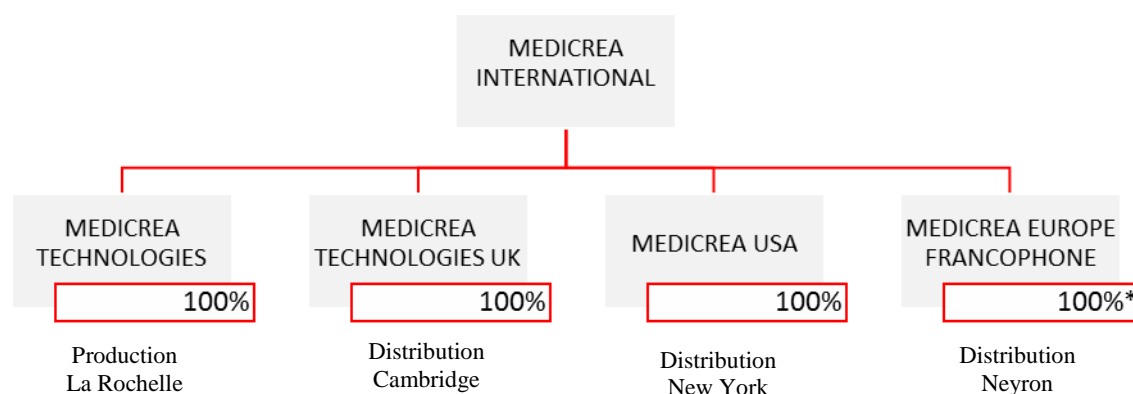 MEDICREA
INTERNATIONAL
MEDICREA
TECHNOLOGIES
100%
Production
La Rochelle
MEDICREA
TECHNOLOGIES UK
100%
Distribution
Cambridge
MEDICREA USA
100%
Distribution
New York
MEDICREA EUROPE
FRANCOPHONE
100%*
Distribution
Neyron